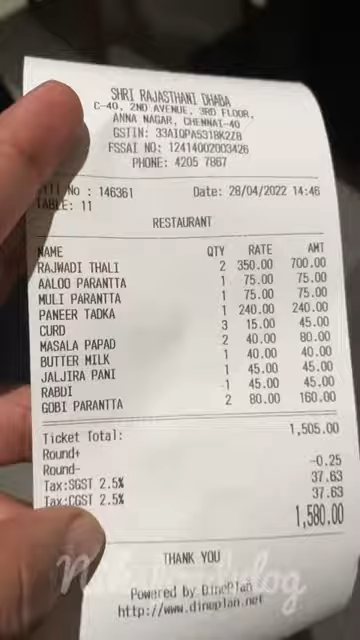 SHRI RAJASTHANI DHABA
C-40, 2ND AVENUE, 3RD FLOOR,
ANNA NAGAR, CHENNAI-40
GSTIN: 33AIQPA5318K2ZB
FSSAI NO: 12414002003426
PHONE: 4205 7867
No : 146361 Date: 28/04/2022 14:46
TABLE: 11
RESTAURANT
NAME QTY RATE AMT
RAJWADI THALI 2 350.00 700.00
AALOO PARANTTA 1 75.00 75.00
MULI PARANTTA 1 75.00 75.00
PANEER TADKA 1 240.00 240.00
CURD 3 15.00 45.00
MASALA PAPAD 2 40.00 80.00
BUTTER MILK 1 40.00 40.00
JALJIRA PANI 1 45.00 45.00
RABDI 1 45.00 45.00
GOBI PARANTTA 2 80.00 160.00
Ticket Total: 1,505.00
Round+
Round- -0.25
Tax:SGST 2.5% 37.63
Tax:CGST 2.5% 37.63
1,580.00
THANK YOU
Powered by DinePlan
http://www.dineplan.net